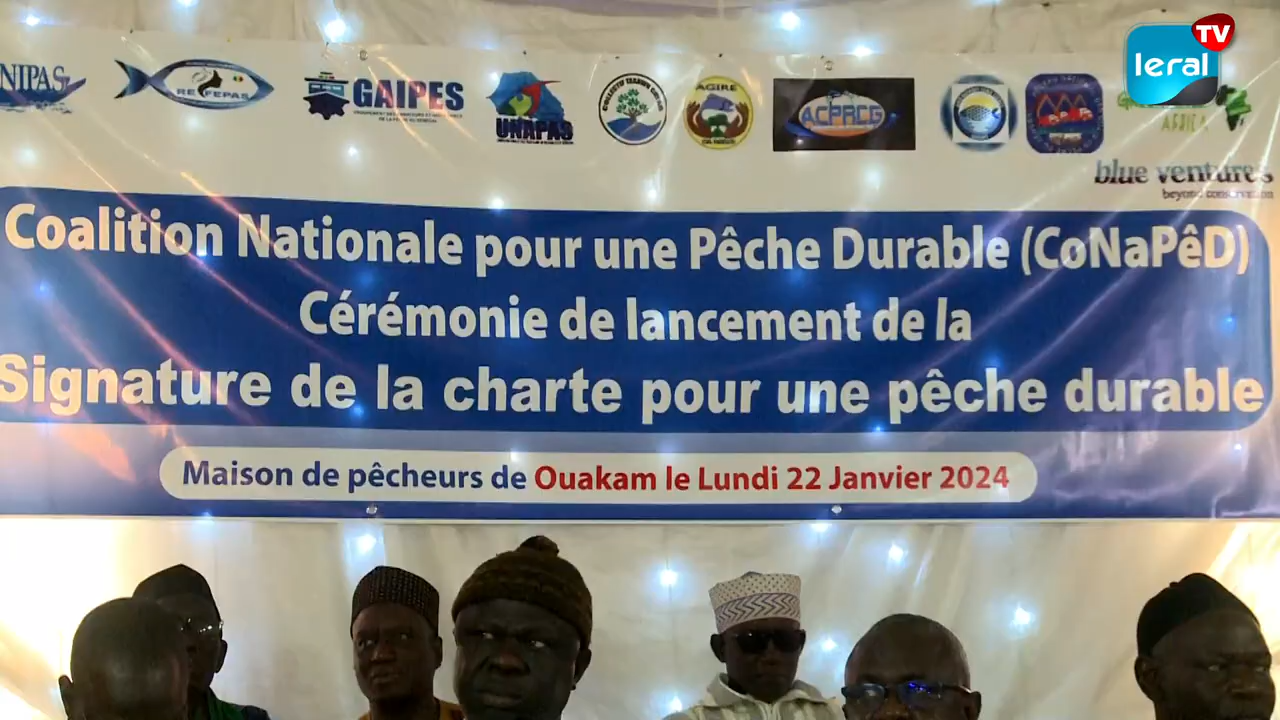 TV
leral
NIPAS
REFEPAS
GAIPES
UNAPAS
AGIRE
ACPRCG
AFRICA
blue ventures
beyond conservation
Coalition Nationale pour une Pêche Durable (CoNaPêD)
Cérémonie de lancement de la
Signature de la charte pour une pêche durable
Maison de pêcheurs de Ouakam le Lundi 22 Janvier 2024